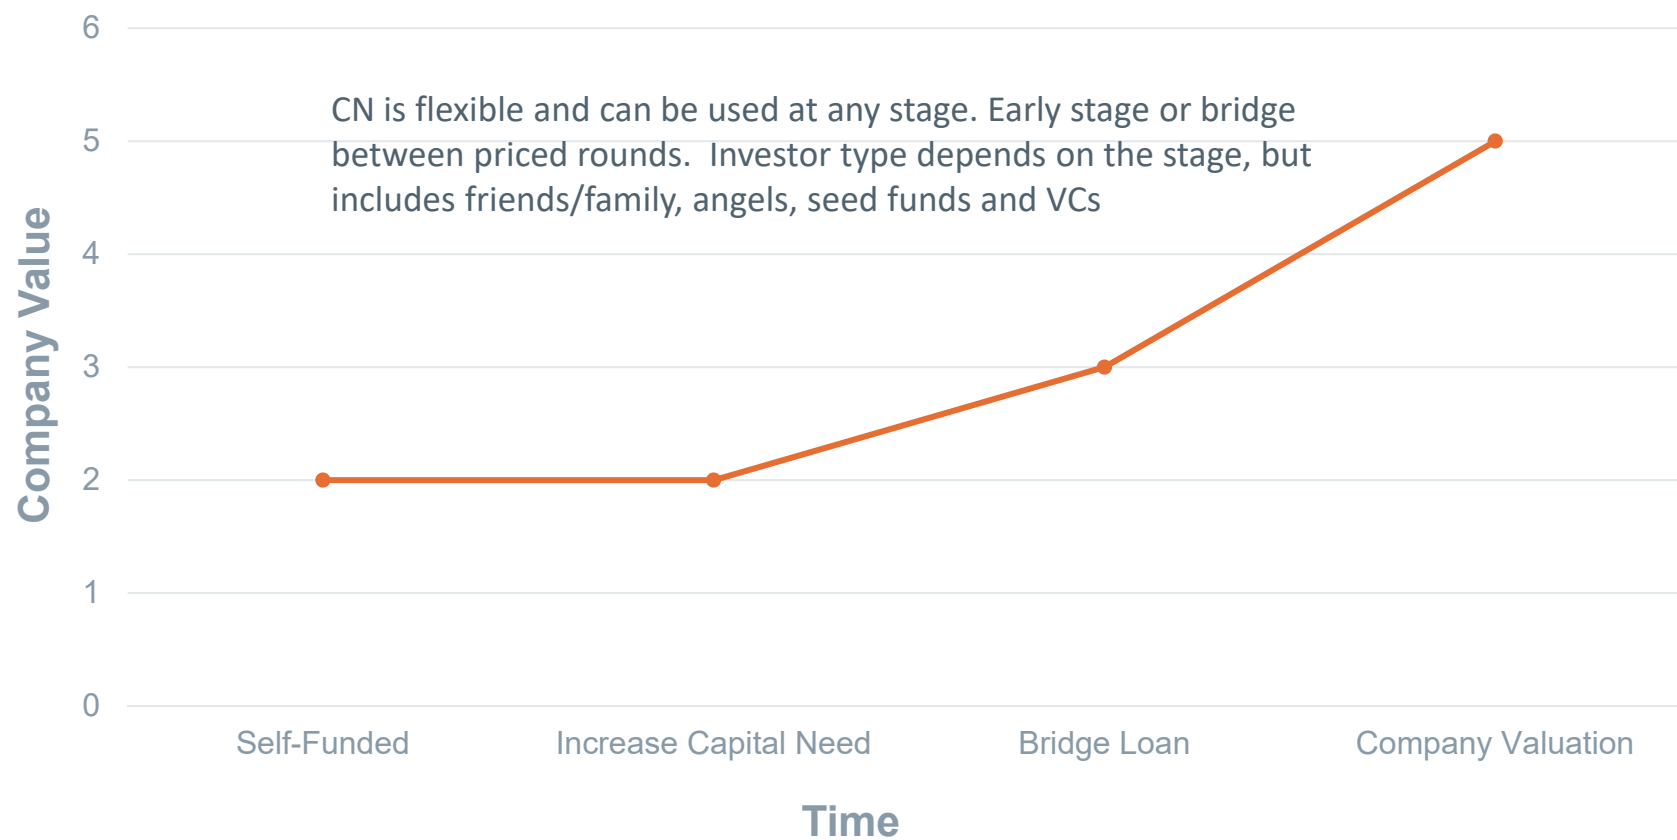 6
CN is flexible and can be used at any stage. Early stage or bridge
5
between priced rounds.  Investor type depends on the stage, but
includes friends/family, angels, seed funds and VCs
4
Company Value
3
2
1
0
Self-Funded
Increase Capital Need
Bridge Loan
Company Valuation
Time